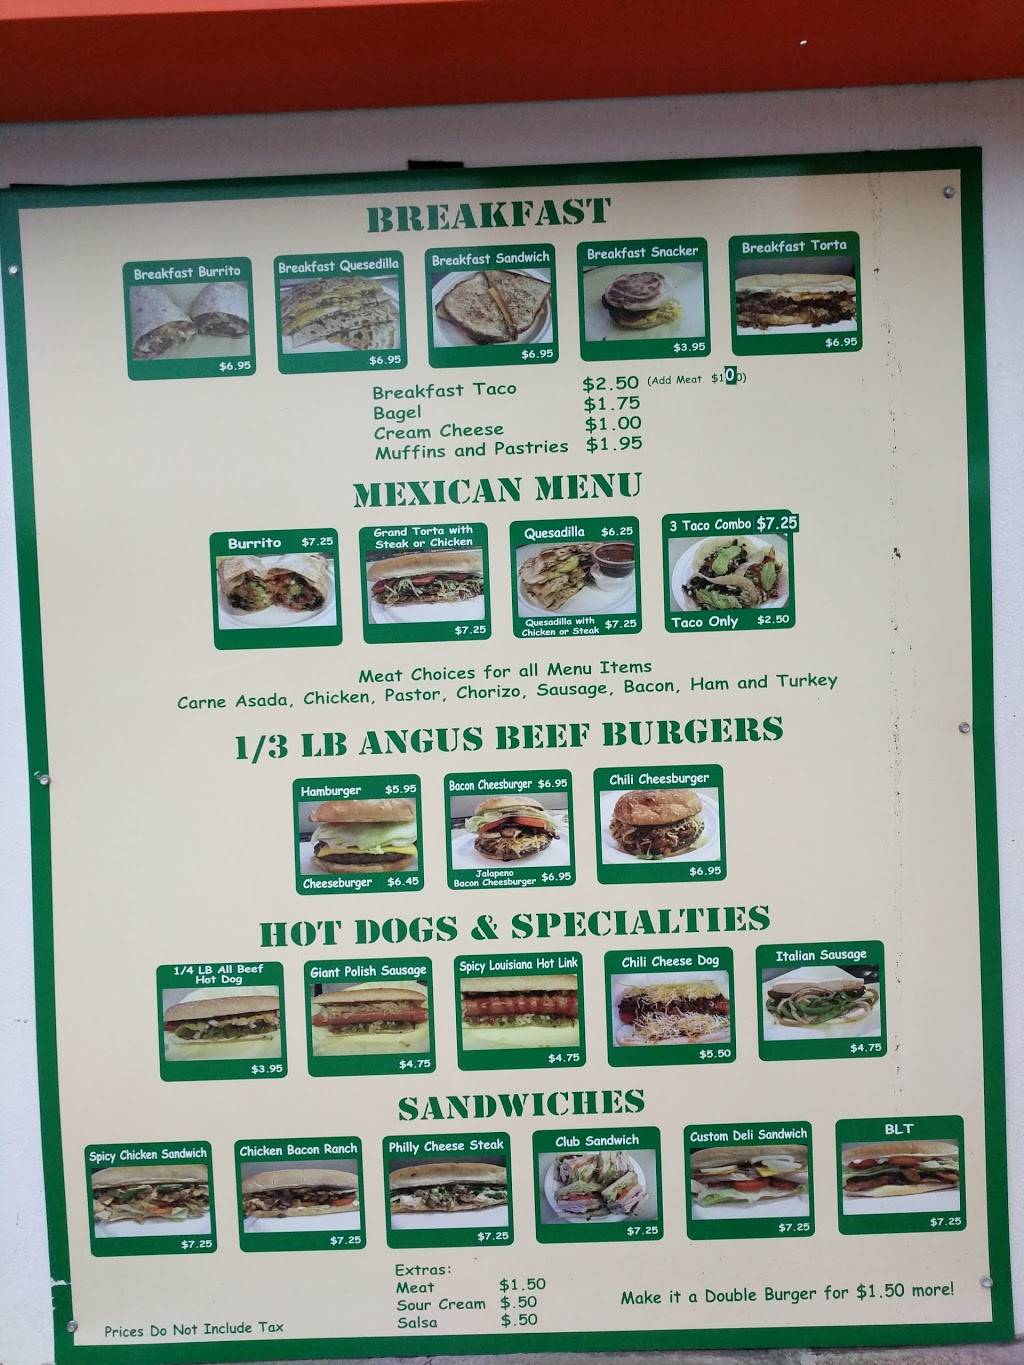 BREAKFAST
Breakfast Burrito
$6.95
Breakfast Quesedilla
$6.95
Breakfast Sandwich
$6.95
Breakfast Snacker
$3.95
Breakfast Torta
$6.95
Breakfast Taco $2.50 (Add Meat $1.00)
Bagel $1.75
Cream Cheese $1.00
Muffins and Pastries $1.95
MEXICAN MENU
Burrito $7.25
Grand Torta with
Steak or Chicken
$7.25
Quesadilla $6.25
Quesadilla with
Chicken or Steak $7.25
3 Taco Combo $7.25
Taco Only $2.50
Meat Choices for all Menu Items
Carne Asada, Chicken, Pastor, Chorizo, Sausage, Bacon, Ham and Turkey
1/3 LB ANGUS BEEF BURGERS
Hamburger $5.95
Cheeseburger $6.45
Bacon Cheesburger $6.95
Jalapeno
Bacon Cheesburger $6.95
Chili Cheesburger
$6.95
HOT DOGS & SPECIALTIES
1/4 LB All Beef
Hot Dog
$3.95
Giant Polish Sausage
$4.75
Spicy Louisiana Hot Link
$4.75
Chili Cheese Dog
$5.50
Italian Sausage
$4.75
SANDWICHES
Spicy Chicken Sandwich
$7.25
Chicken Bacon Ranch
$7.25
Philly Cheese Steak
$7.25
Club Sandwich
$7.25
Custom Deli Sandwich
$7.25
BLT
$7.25
Extras:
Meat $1.50
Sour Cream $.50
Salsa $.50
Make it a Double Burger for $1.50 more!
Prices Do Not Include Tax